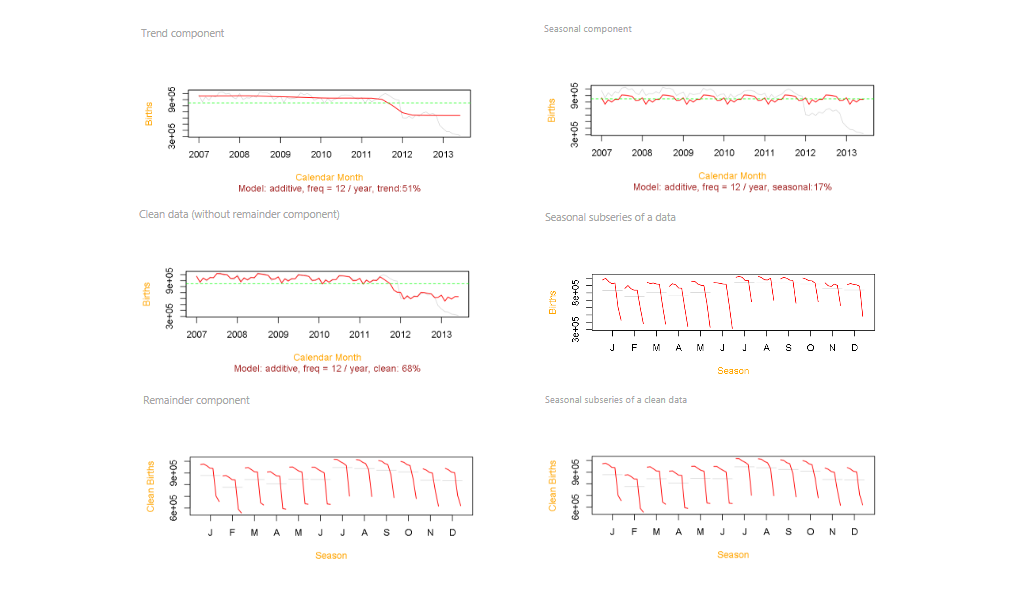 Trend component
9e+05
3e+05
Births
2007 2008 2009 2010 2011 2012 2013
Calendar Month
Model: additive, freq = 12 / year, trend:51%
Seasonal component
9e+05
3e+05
Births
2007 2008 2009 2010 2011 2012 2013
Calendar Month
Model: additive, freq = 12 / year, seasonal:17%
Clean data (without remainder component)
9e+05
3e+05
Births
2007 2008 2009 2010 2011 2012 2013
Calendar Month
Model: additive, freq = 12 / year, clean: 68%
Seasonal subseries of a data
8e+05
3e+05
Births
J F M A M J J A S O N D
Season
Remainder component
9e+05
6e+05
Clean Births
J F M A M J J A S O N D
Season
Seasonal subseries of a clean data
9e+05
6e+05
Clean Births
J F M A M J J A S O N D
Season